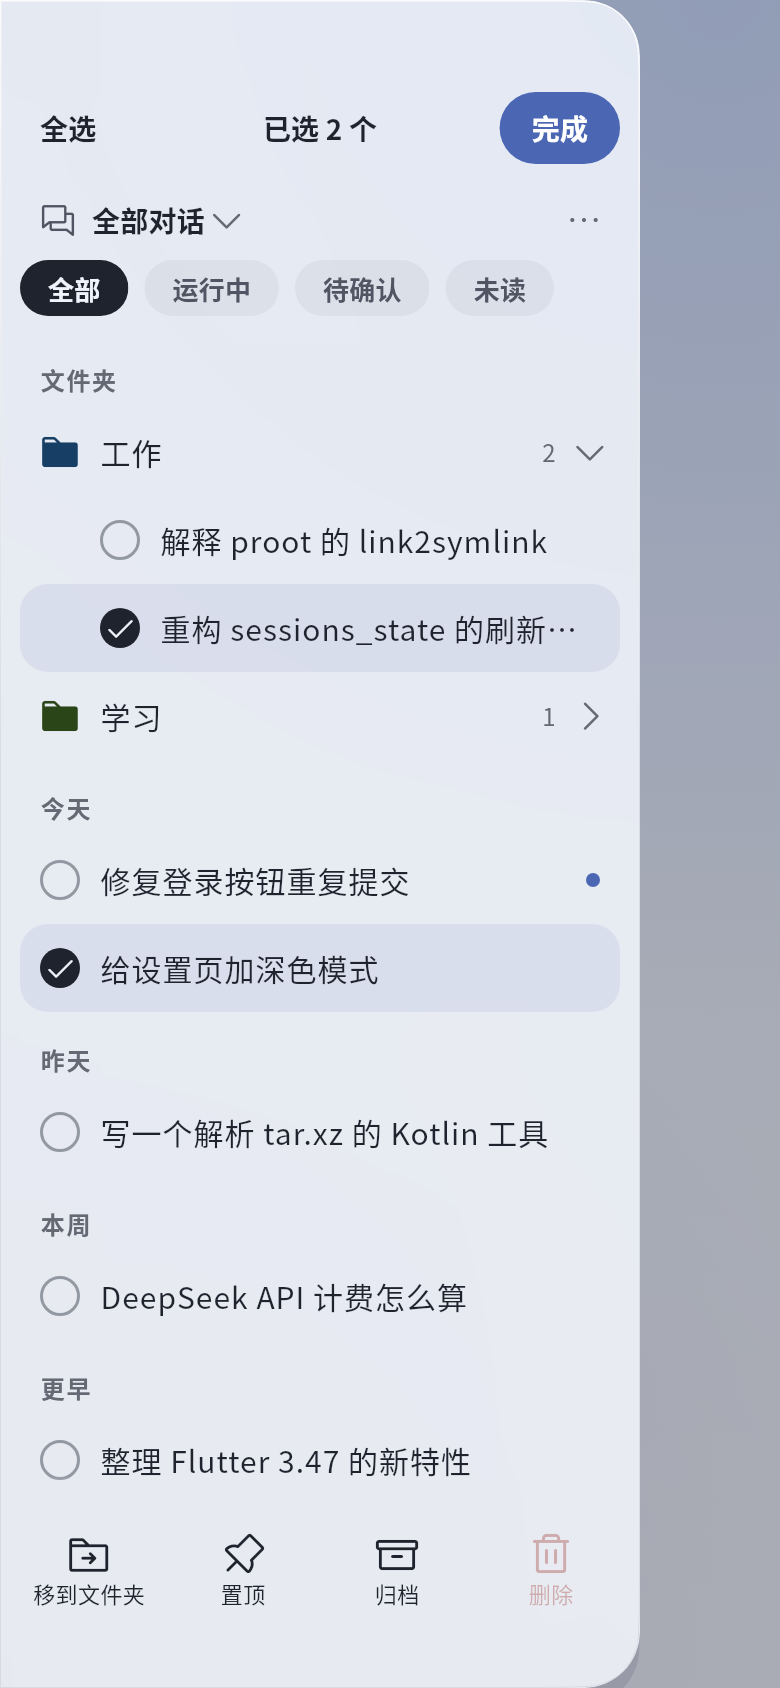 全选
已选 2 个
完成
全部对话
全部
运行中
待确认
未读
文件夹
工作
2
解释 proot 的 link2symlink
重构 sessions_state 的刷新…
学习
1
今天
修复登录按钮重复提交
给设置页加深色模式
昨天
写一个解析 tar.xz 的 Kotlin 工具
本周
DeepSeek API 计费怎么算
更早
整理 Flutter 3.47 的新特性
移到文件夹
置顶
归档
删除